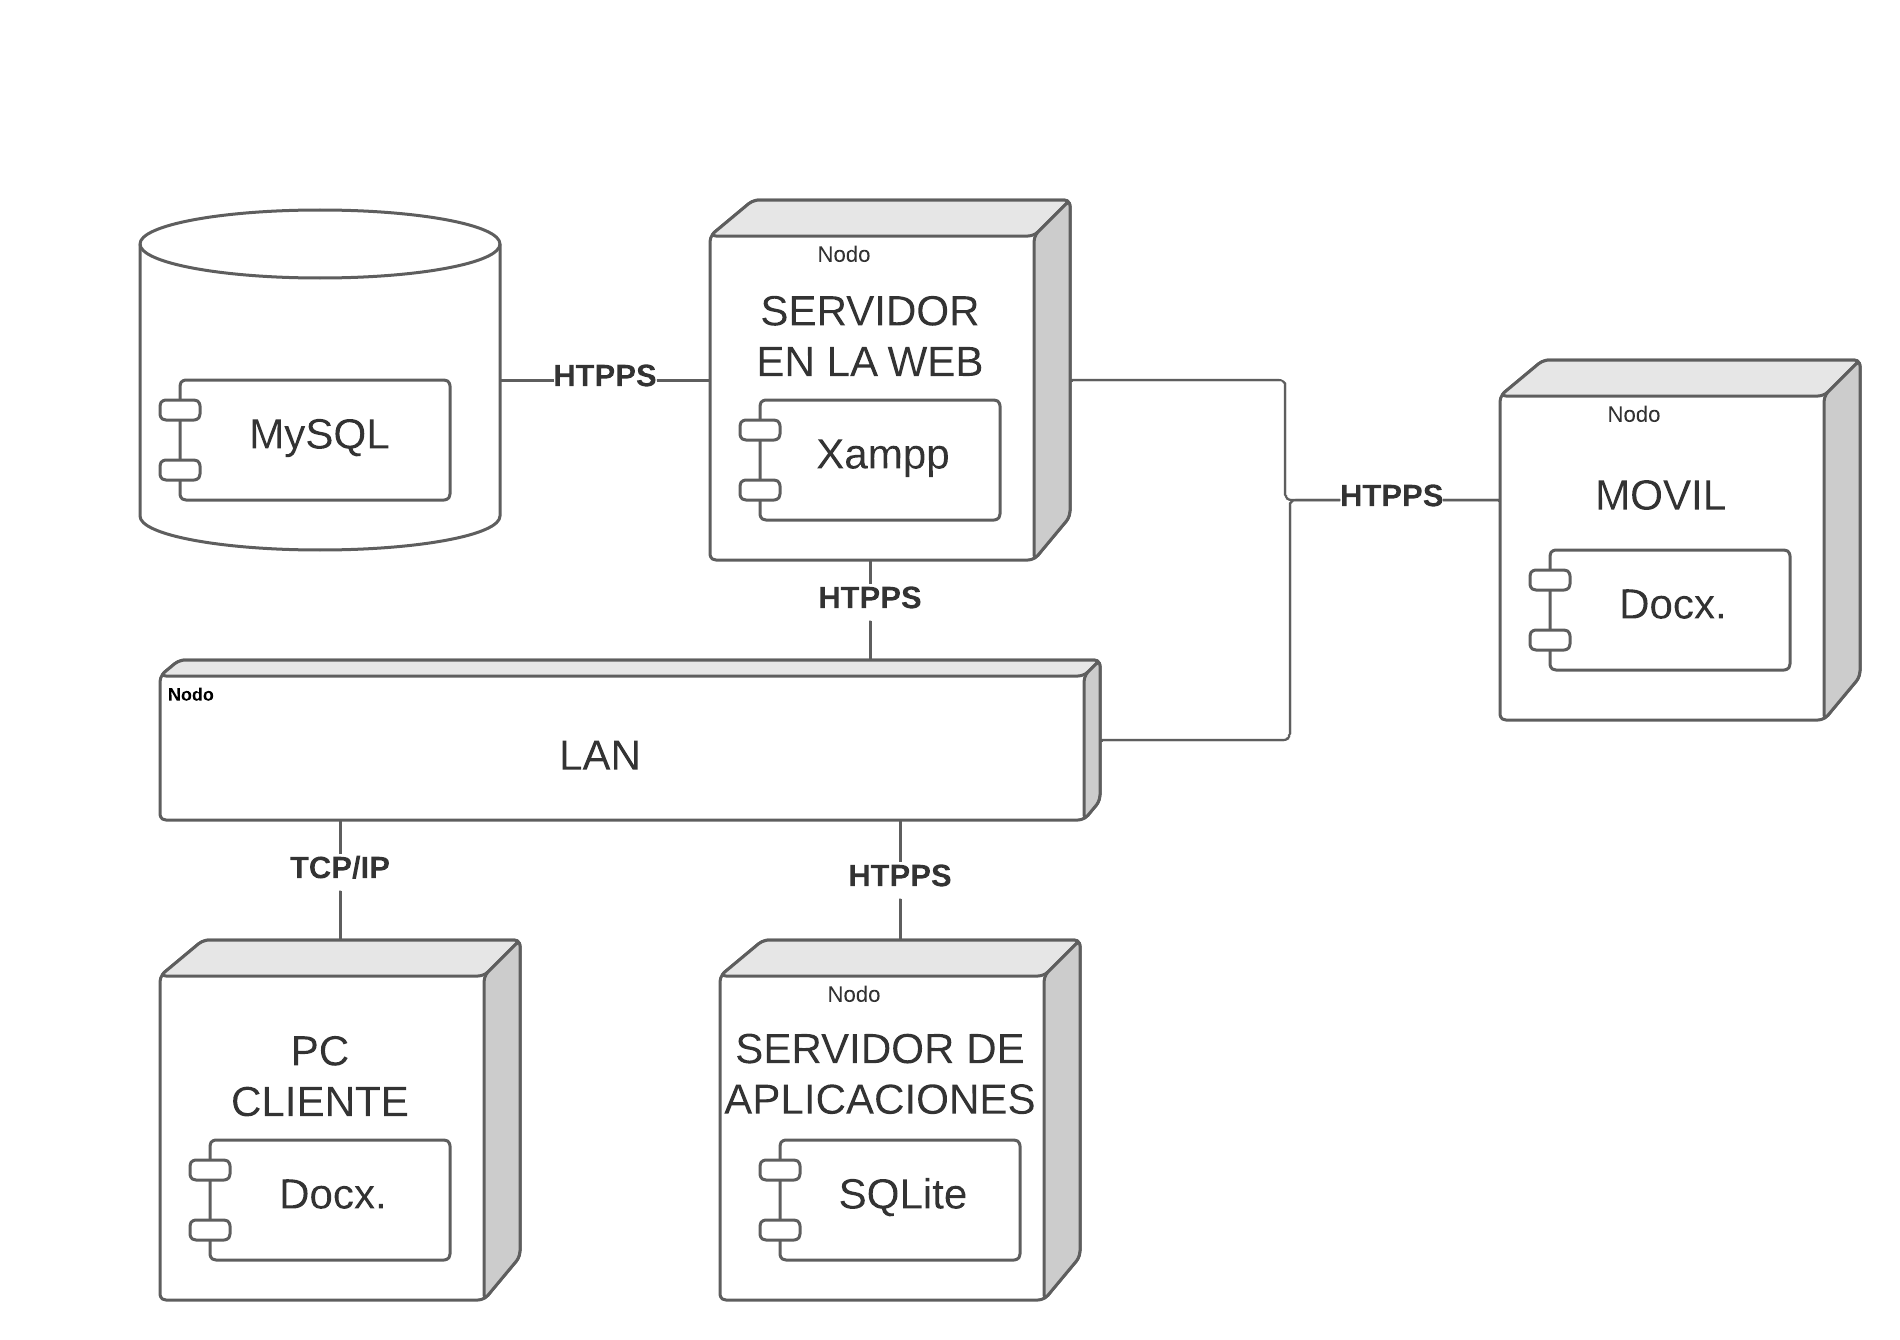 Nodo
SERVIDOR
EN LA WEB
HTPPS
MySQL
Xampp
Nodo
MOVIL
HTPPS
Docx.
HTPPS
Nodo
LAN
TCP/IP
HTPPS
PC
CLIENTE
Docx.
Nodo
SERVIDOR DE
APLICACIONES
SQLite